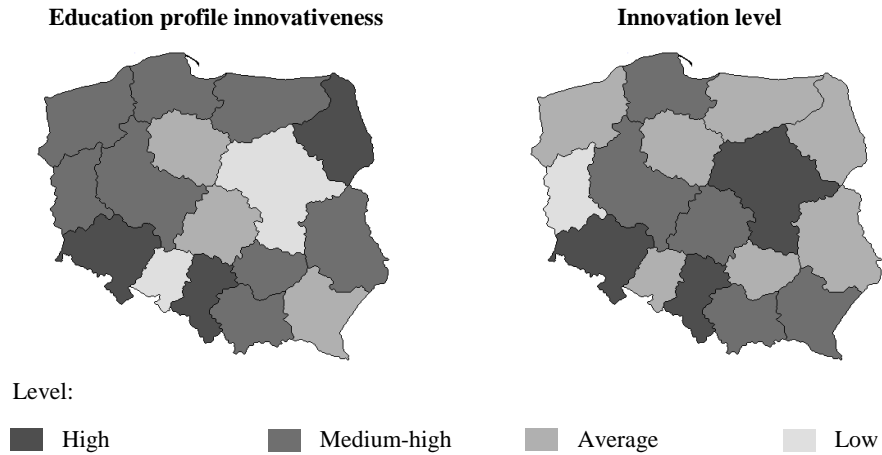 Education profile innovativeness
Innovation level
Level:
High
Medium-high
Average
Low